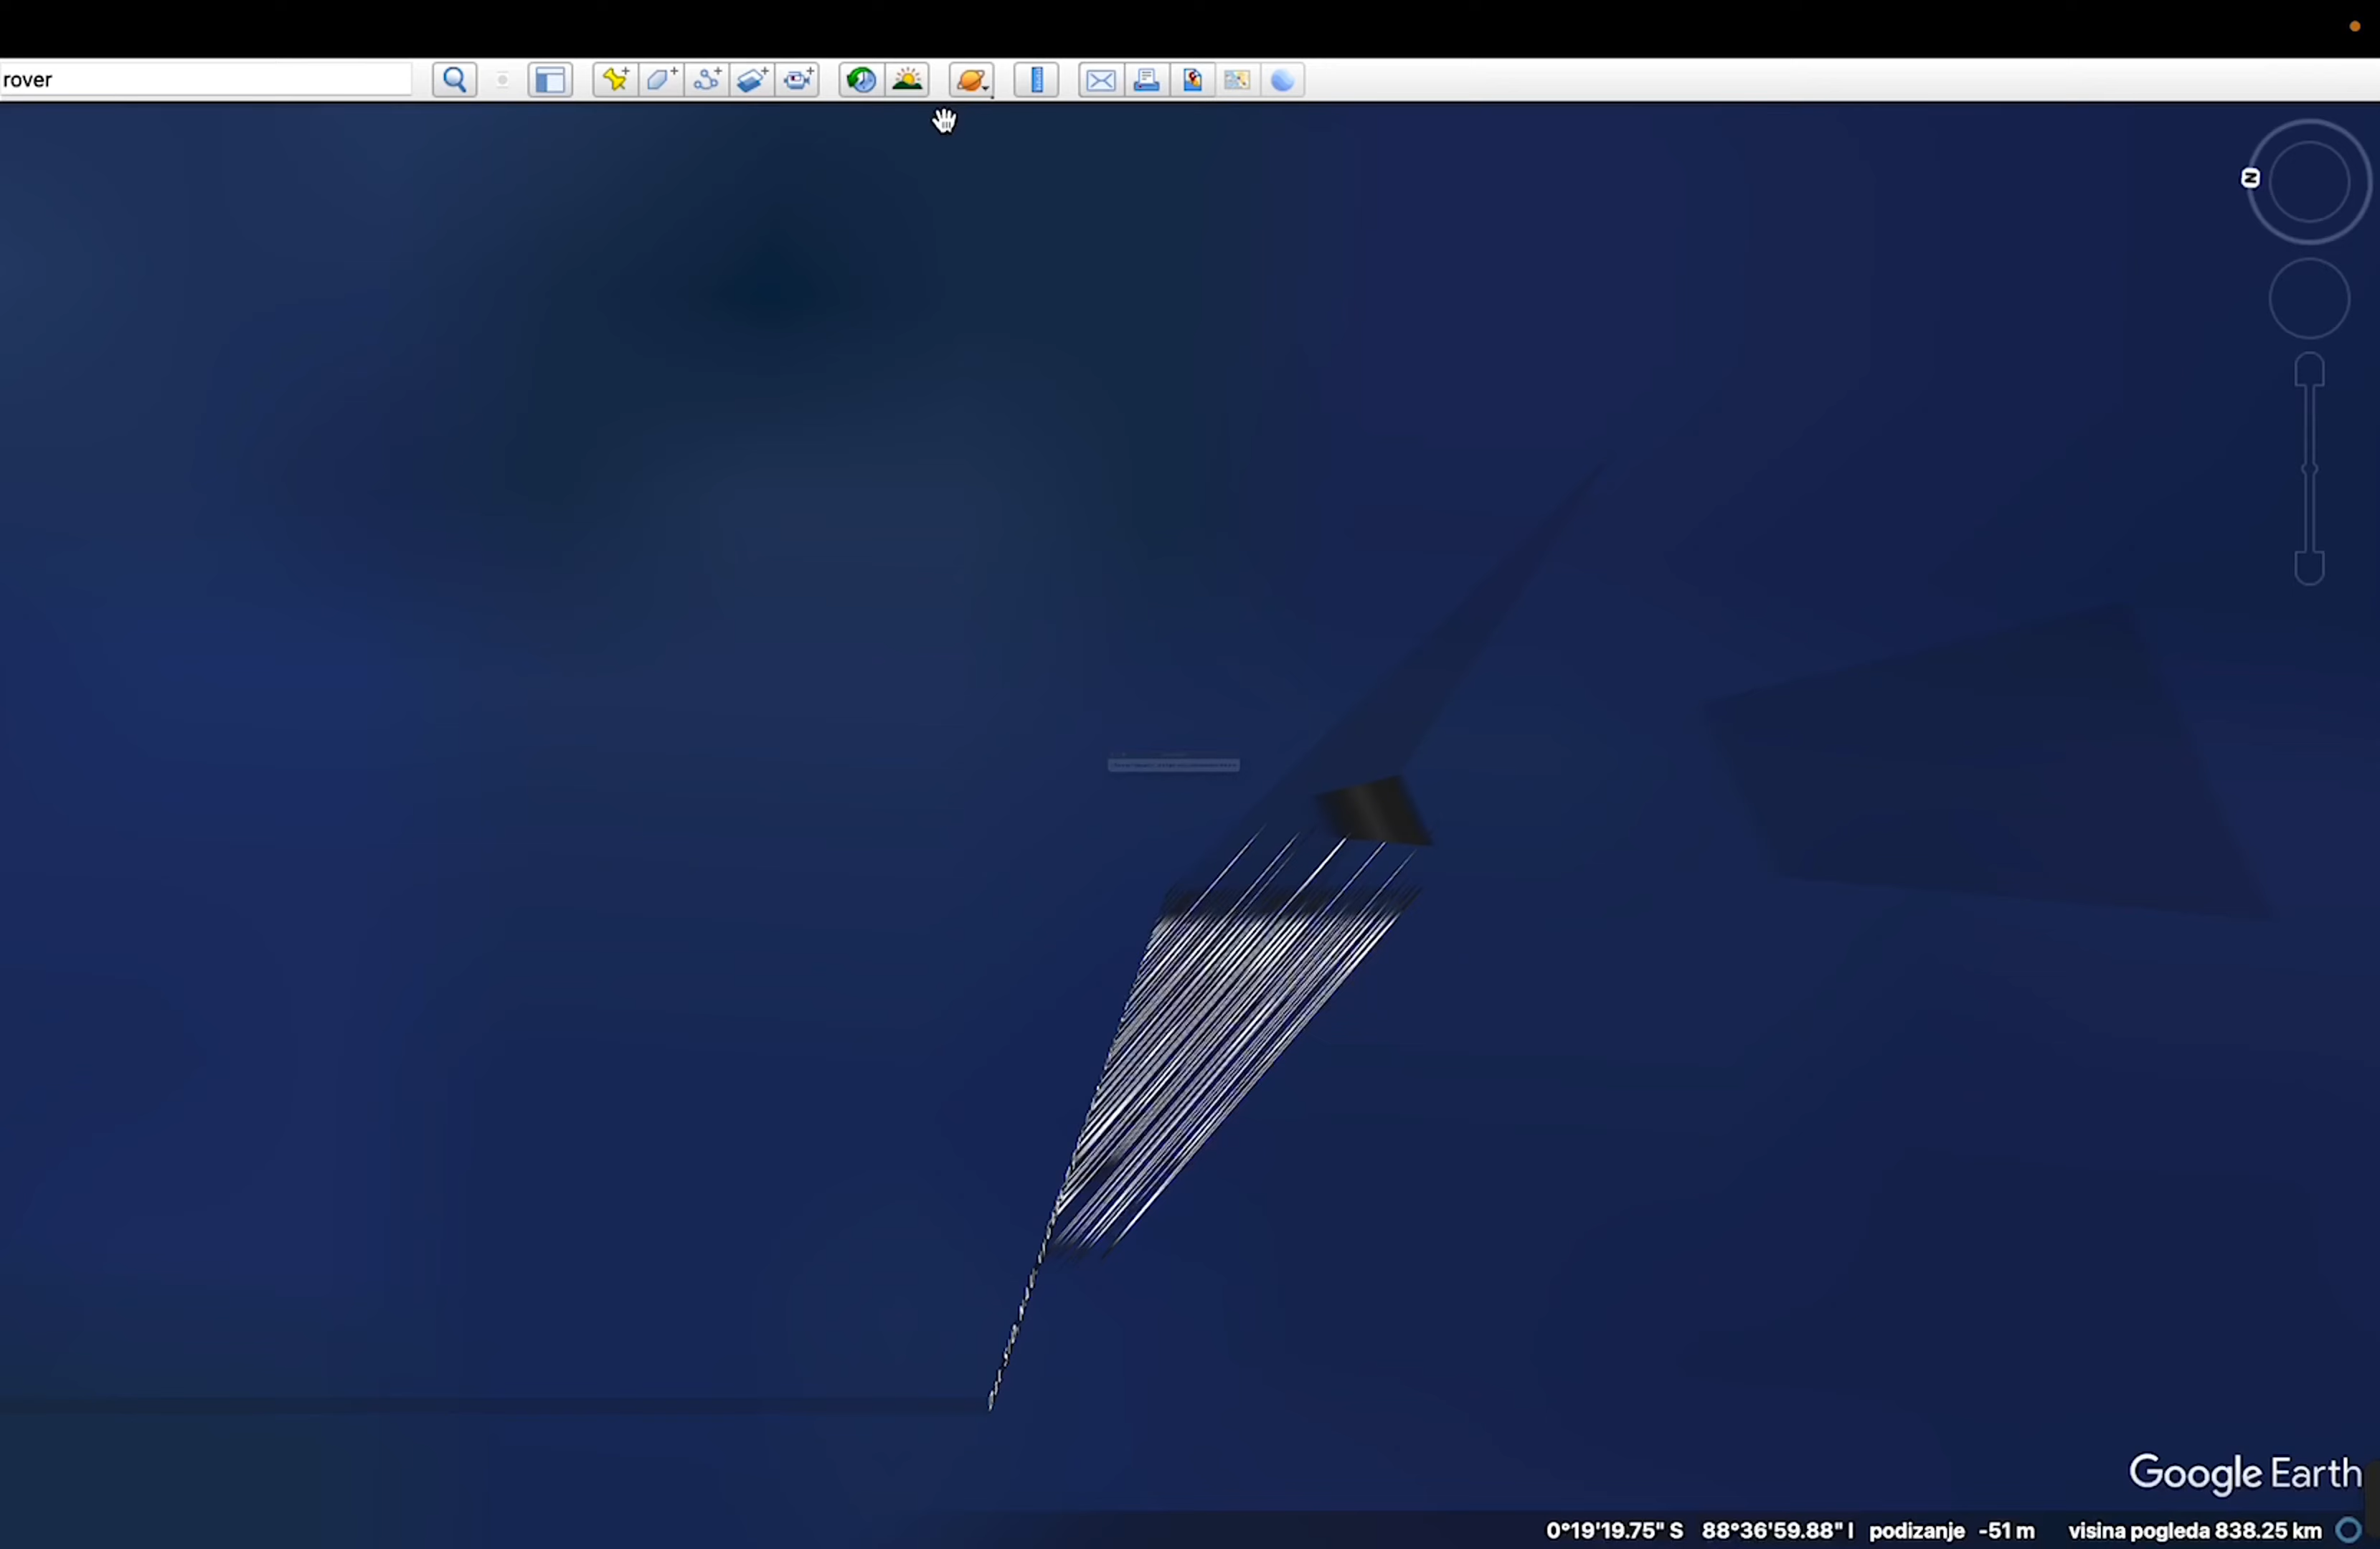 rover
N
Google Earth
0°19'19.75" S 88°36'59.88" I podizanje -51 m visina pogleda 838.25 km